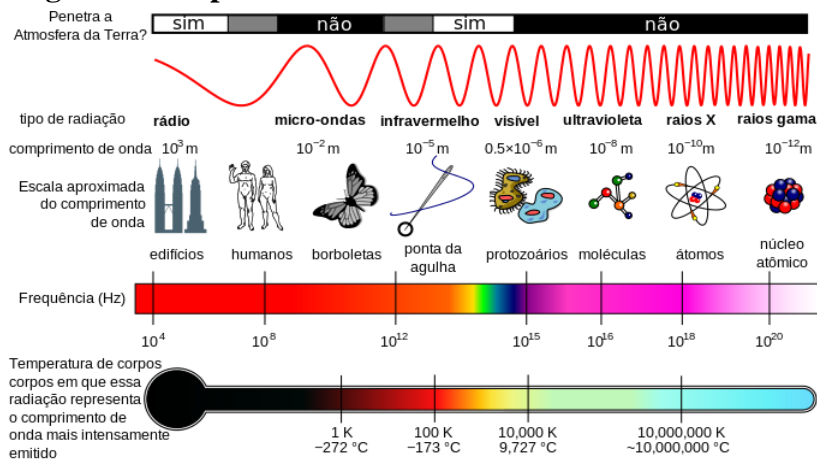 Penetra a
Atmosfera da Terra?
sim não sim não
tipo de radiação rádio micro-ondas infravermelho visível ultravioleta raios X raios gama
comprimento de onda 10³ m 10⁻² m 10⁻⁵ m 0.5×10⁻⁶ m 10⁻⁸ m 10⁻¹⁰ m 10⁻¹² m
Escala aproximada
do comprimento
de onda
edifícios humanos borboletas ponta da agulha protozoários moléculas átomos núcleo atômico
Frequência (Hz)
10⁴ 10⁸ 10¹² 10¹⁵ 10¹⁶ 10¹⁸ 10²⁰
Temperatura de corpos
corpos em que essa
radiação representa
o comprimento de
onda mais intensamente
emitido
1 K 100 K 10,000 K 10,000,000 K
−272 °C −173 °C 9,727 °C ~10,000,000 °C